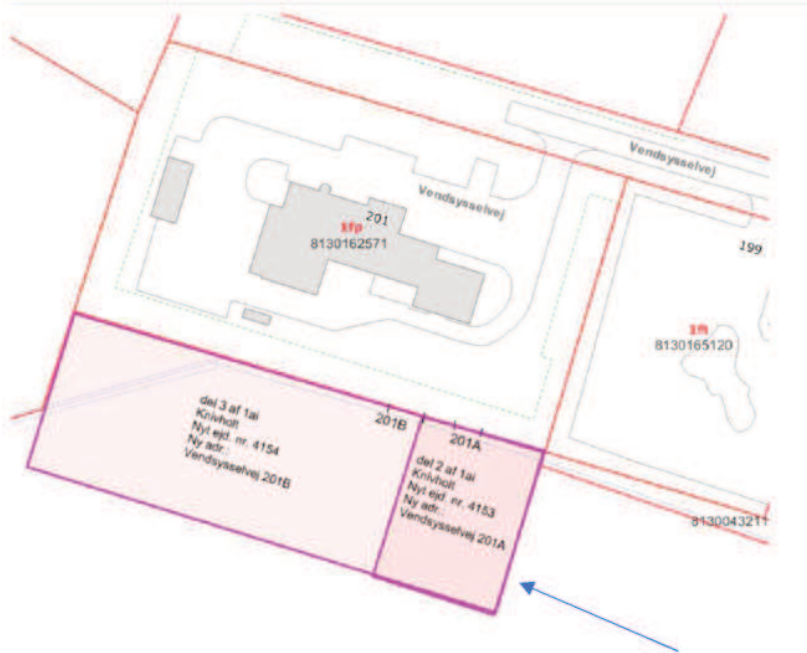 Vendsysselvej
Vendsysselvej
201
1fp
8130162571
199
1ft
8130165120
201B
201A
del 3 af 1ai
Knivholt
Nyt ejd. nr. 4154
Ny adr.:
Vendsysselvej 201B
del 2 af 1ai
Knivholt
Nyt ejd. nr. 4153
Ny adr.:
Vendsysselvej 201A
8130043211